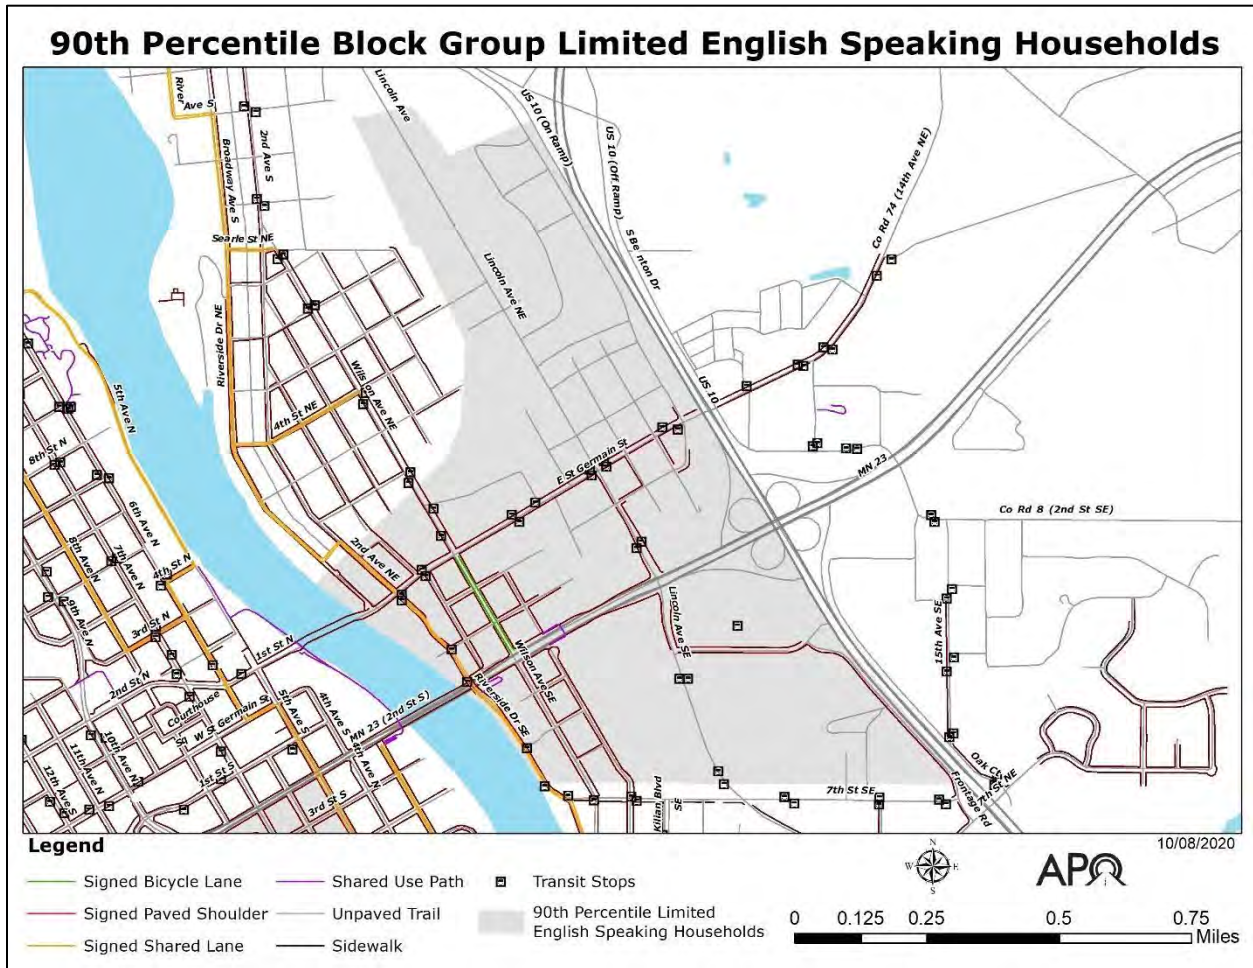 90th Percentile Block Group Limited English Speaking Households
River
Ave S
Lincoln Ave
US 10 (On Ramp)
US 10 (Off Ramp)
2nd Ave S
Broadway Ave S
Co Rd 74 (14th Ave NE)
Searle St NE
S Benton Dr
Lincoln Ave NE
Riverside Dr NE
5th Ave N
Wilson Ave NE
US 10
4th St NE
8th St N
E St Germain St
MN 23
6th Ave N
Co Rd 8 (2nd St SE)
8th Ave N
7th Ave N
2nd Ave NE
4th St N
9th Ave N
3rd St N
1st St N
Lincoln Ave SE
15th Ave SE
Wilson Ave SE
2nd St N
Courthouse
Sq
W St Germain St
5th Ave S
4th Ave S
MN 23 (2nd St S)
Riverside Dr SE
10th Ave N
11th Ave N
12th Ave S
1st St S
4th Ave N
3rd St S
Kilian Blvd
SE
7th St SE
Oak Ch
7th St NE
Frontage Rd
Legend
10/08/2020
Signed Bicycle Lane
Signed Paved Shoulder
Signed Shared Lane
Shared Use Path
Unpaved Trail
Sidewalk
Transit Stops
90th Percentile Limited
English Speaking Households
N
W E
S
APO
0 0.125 0.25 0.5 0.75
Miles